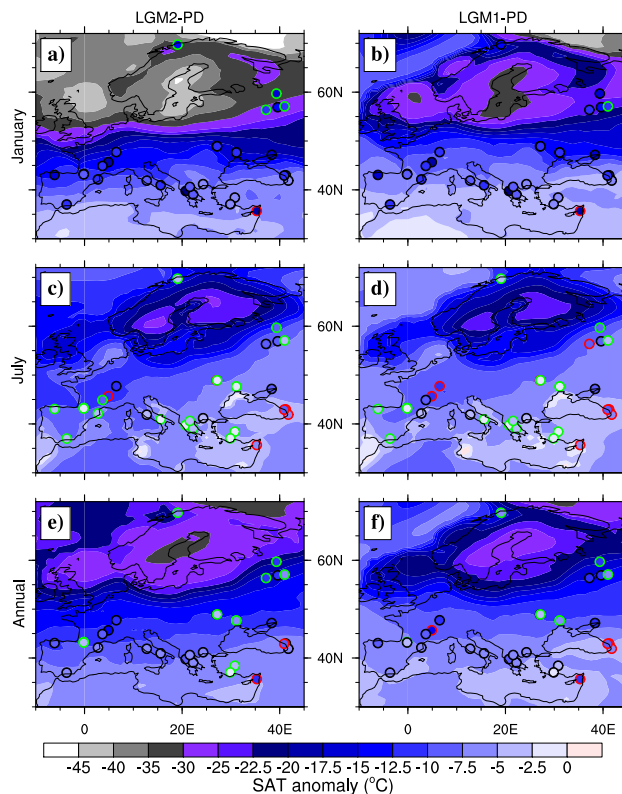 LGM2-PD LGM1-PD
a) b)
January
60N
40N
c) d)
July
60N
40N
e) f)
Annual
60N
40N
0 20E 40E 0 20E 40E
-45 -40 -35 -30 -25 -22.5 -20 -17.5 -15 -12.5 -10 -7.5 -5 -2.5 0
SAT anomaly (°C)